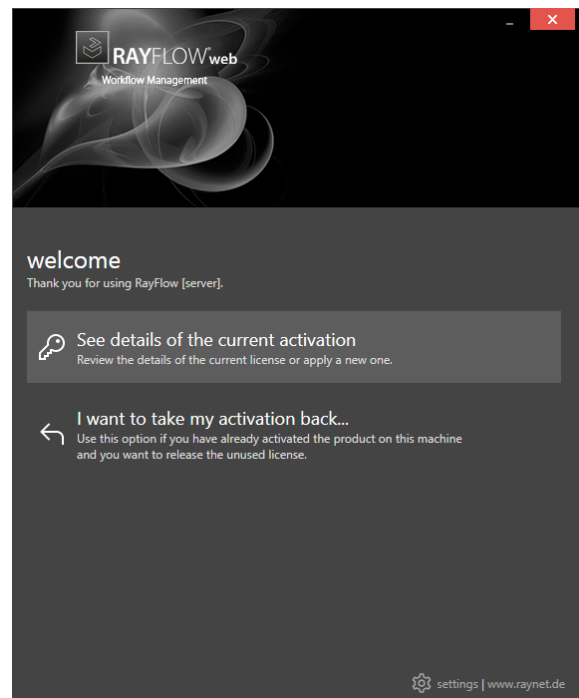 RAYFLOW web
Workflow Management
welcome
Thank you for using RayFlow [server].
See details of the current activation
Review the details of the current license or apply a new one.
I want to take my activation back...
Use this option if you have already activated the product on this machine
and you want to release the unused license.
settings | www.raynet.de